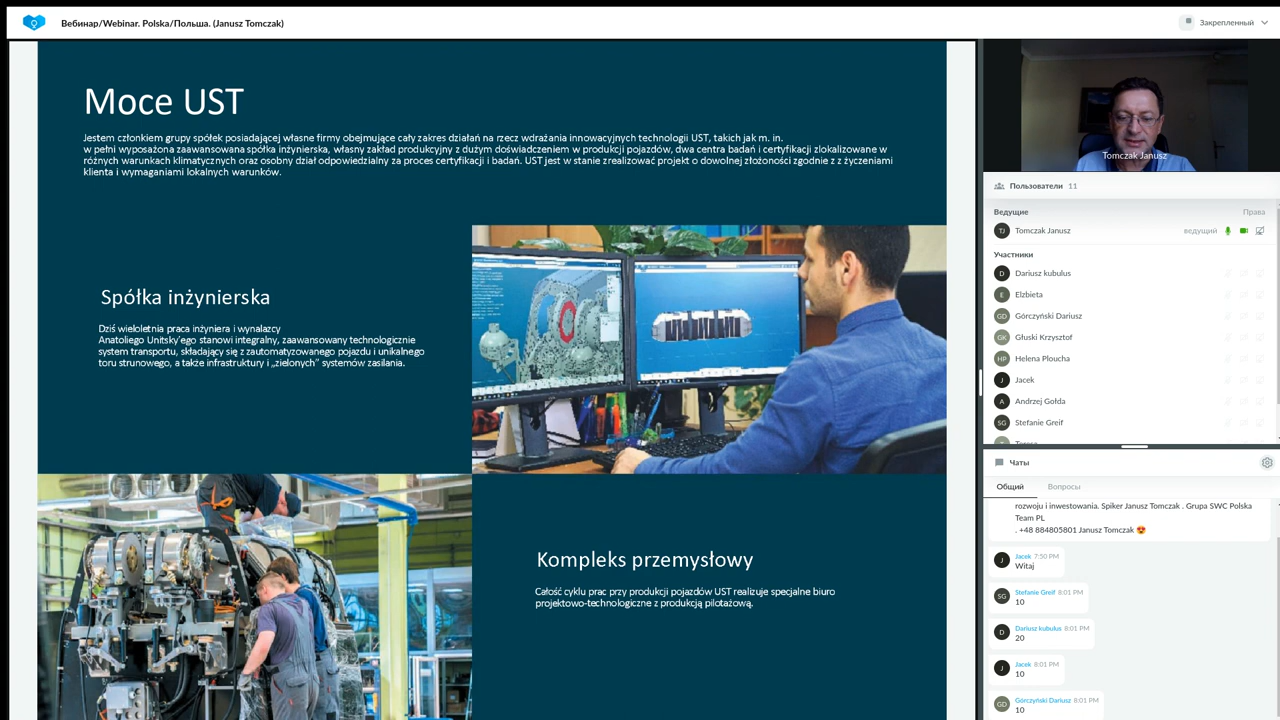 Вебинар/Webinar. Polska/Польша. (Janusz Tomczak)
Закрепленный
Moce UST
Jestem członkiem grupy spółek posiadającej własne firmy obejmujące cały zakres działań na rzecz wdrażania innowacyjnych technologii UST, takich jak m. in.
w pełni wyposażona zaawansowana spółka inżynierska, własny zakład produkcyjny z dużym doświadczeniem w produkcji pojazdów, dwa centra badań i certyfikacji zlokalizowane w
różnych warunkach klimatycznych oraz osobny dział odpowiedzialny za proces certyfikacji i badań. UST jest w stanie zrealizować projekt o dowolnej złożoności zgodnie z z życzeniami
klienta i wymaganiami lokalnych warunków.
Spółka inżynierska
Dziś wieloletnia praca inżyniera i wynalazcy
Anatoliego Unitsky'ego stanowi integralny, zaawansowany technologicznie
system transportu, składający się z zautomatyzowanego pojazdu i unikalnego
toru strunowego, a także infrastruktury i „zielonych” systemów zasilania.
Kompleks przemysłowy
Całość cyklu prac przy produkcji pojazdów UST realizuje specjalne biuro
projektowo-technologiczne z produkcją pilotażową.
Tomczak Janusz
Пользователи 11
Ведущие Права
TJ Tomczak Janusz ведущий
Участники
D Dariusz kubulus
E Elzbieta
GD Górczyński Dariusz
GK Głuski Krzysztof
HP Helena Ploucha
J Jacek
A Andrzej Gołda
SG Stefanie Greif
Чаты
Общий Вопросы
rozwoju i inwestowania. Spiker Janusz Tomczak . Grupa SWC Polska
Team PL
. +48 884805801 Janusz Tomczak 😍
J Jacek 7:50 PM
Witaj
SG Stefanie Greif 8:01 PM
10
D Dariusz kubulus 8:01 PM
20
J Jacek 8:01 PM
10
GD Górczyński Dariusz 8:01 PM
10